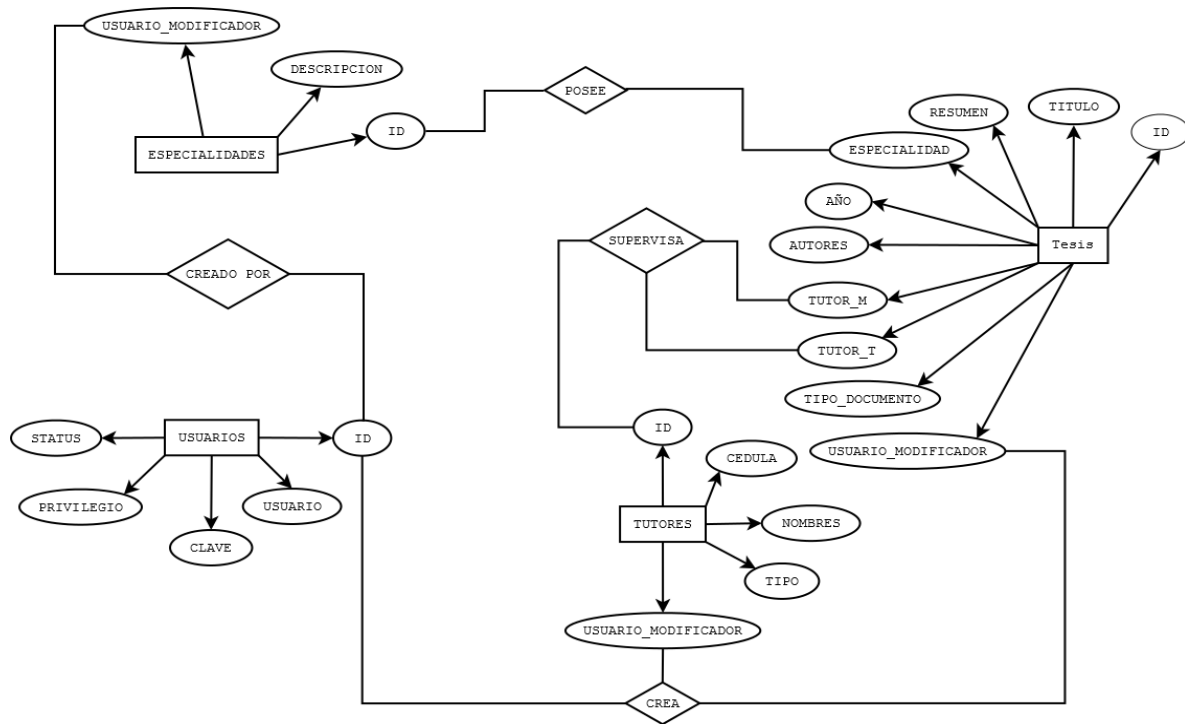 USUARIO_MODIFICADOR
DESCRIPCION
POSEE
RESUMEN
TITULO
ID
ID
ESPECIALIDADES
ESPECIALIDAD
AÑO
AUTORES
SUPERVISA
Tesis
CREADO POR
TUTOR_M
TUTOR_T
TIPO_DOCUMENTO
STATUS
USUARIOS
ID
ID
USUARIO_MODIFICADOR
CEDULA
PRIVILEGIO
USUARIO
TUTORES
NOMBRES
CLAVE
TIPO
USUARIO_MODIFICADOR
CREA